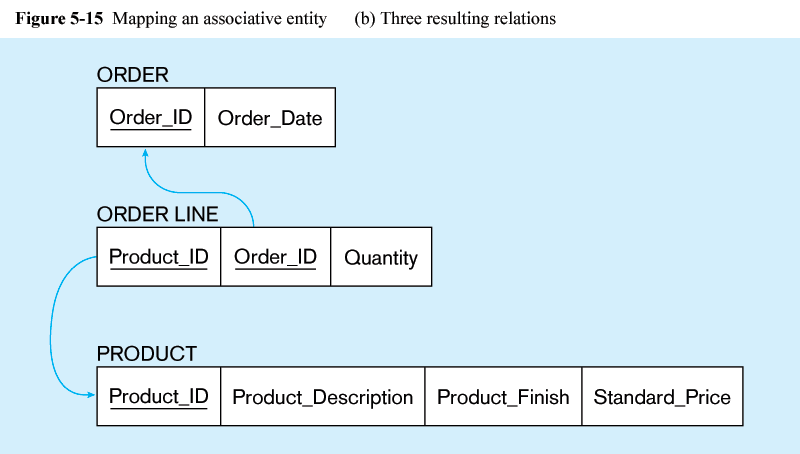 Figure 5-15 Mapping an associative entity (b) Three resulting relations
ORDER
Order_ID Order_Date
ORDER LINE
Product_ID Order_ID Quantity
PRODUCT
Product_ID Product_Description Product_Finish Standard_Price